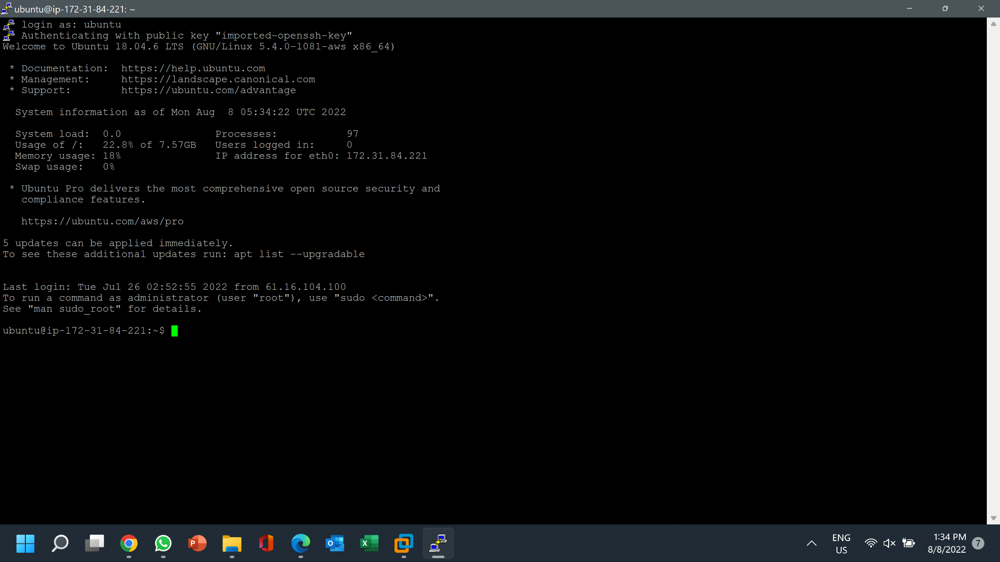 ubuntu@ip-172-31-84-221: ~
login as: ubuntu
Authenticating with public key "imported-openssh-key"
Welcome to Ubuntu 18.04.6 LTS (GNU/Linux 5.4.0-1081-aws x86_64)
* Documentation:  https://help.ubuntu.com
* Management:     https://landscape.canonical.com
* Support:        https://ubuntu.com/advantage
System information as of Mon Aug  8 05:34:22 UTC 2022
System load:  0.0               Processes:           97
Usage of /:   22.8% of 7.57GB   Users logged in:     0
Memory usage: 18%               IP address for eth0: 172.31.84.221
Swap usage:   0%
* Ubuntu Pro delivers the most comprehensive open source security and
compliance features.
https://ubuntu.com/aws/pro
5 updates can be applied immediately.
To see these additional updates run: apt list --upgradable
Last login: Tue Jul 26 02:52:55 2022 from 61.16.104.100
To run a command as administrator (user "root"), use "sudo <command>".
See "man sudo_root" for details.
ubuntu@ip-172-31-84-221:~$
P
O
X
ENG
US
1:34 PM
8/8/2022
7